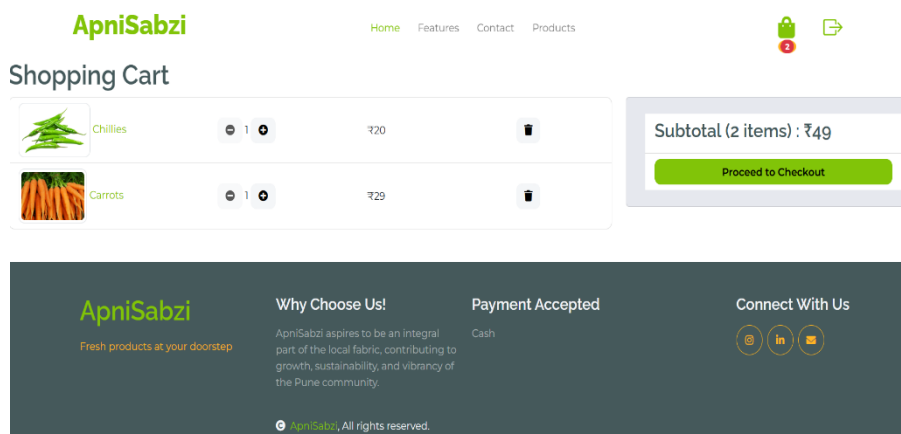 ApniSabzi
Home Features Contact Products
2
Shopping Cart
Chillies 1 ₹20
Carrots 1 ₹29
Subtotal (2 items) : ₹49
Proceed to Checkout
ApniSabzi
Fresh products at your doorstep
Why Choose Us!
ApniSabzi aspires to be an integral
part of the local fabric, contributing to
growth, sustainability, and vibrancy of
the Pune community.
Payment Accepted
Cash
Connect With Us
in
© ApniSabzi, All rights reserved.